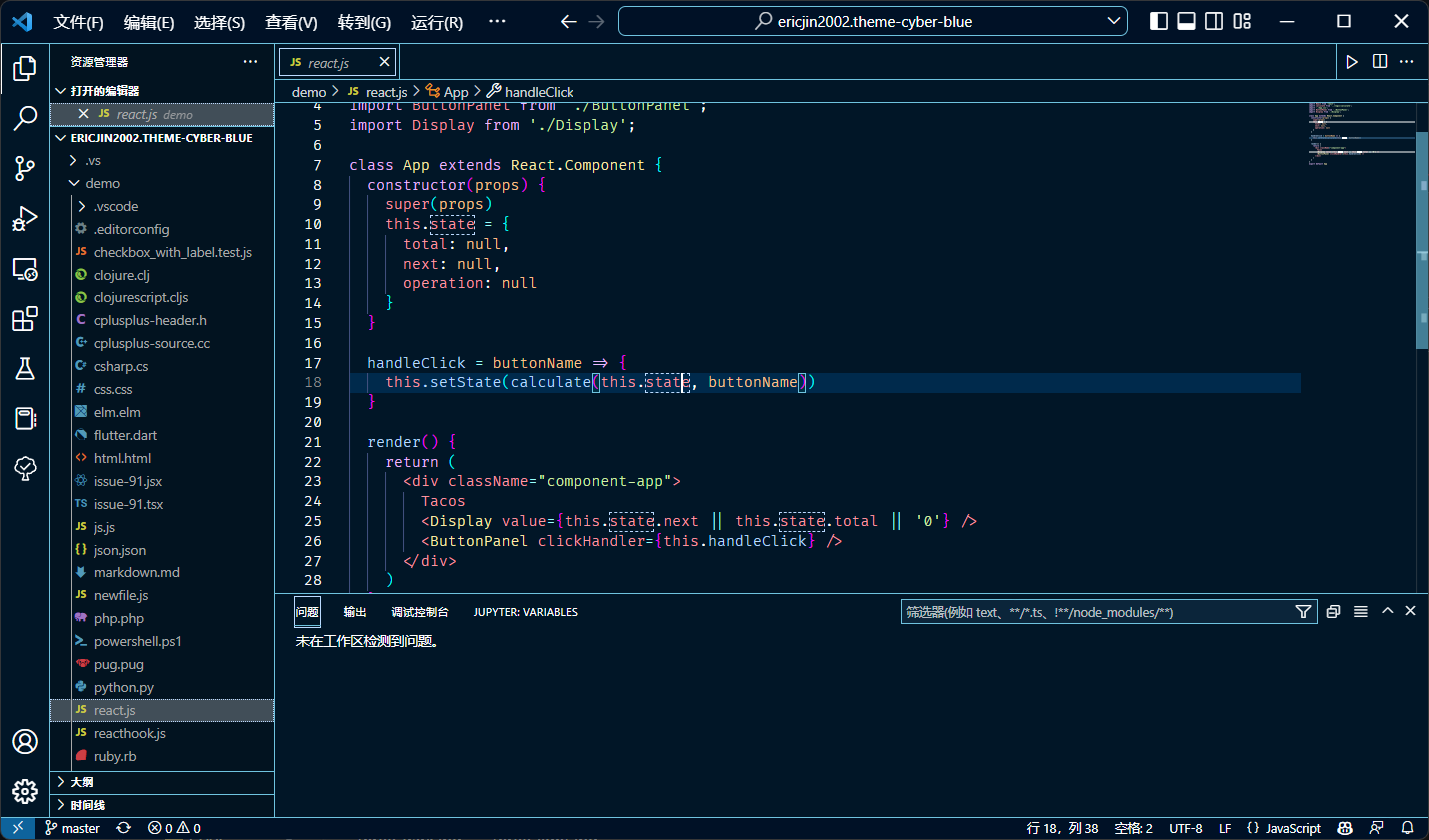 文件(F) 编辑(E) 选择(S) 查看(V) 转到(G) 运行(R) ··· ericjin2002.theme-cyber-blue
资源管理器 ···
打开的编辑器
JS react.js demo
ERICJIN2002.THEME-CYBER-BLUE
.vs
demo
.vscode
.editorconfig
JS checkbox_with_label.test.js
clojure.clj
clojurescript.cljs
C cplusplus-header.h
cplusplus-source.cc
csharp.cs
# css.css
elm.elm
flutter.dart
<> html.html
issue-91.jsx
TS issue-91.tsx
JS js.js
{} json.json
markdown.md
JS newfile.js
php.php
powershell.ps1
pug.pug
python.py
JS react.js
JS reacthook.js
ruby.rb
大纲
时间线
JS react.js
demo > JS react.js > App > handleClick
4 import ButtonPanel from './ButtonPanel';
5 import Display from './Display';
6
7 class App extends React.Component {
8 constructor(props) {
9 super(props)
10 this.state = {
11 total: null,
12 next: null,
13 operation: null
14 }
15 }
16
17 handleClick = buttonName => {
18 this.setState(calculate(this.state, buttonName))
19 }
20
21 render() {
22 return (
23 <div className="component-app">
24 Tacos
25 <Display value={this.state.next || this.state.total || '0'} />
26 <ButtonPanel clickHandler={this.handleClick} />
27 </div>
28 )
问题 输出 调试控制台 JUPYTER: VARIABLES 筛选器(例如 text、**/*.ts、!**/node_modules/**)
未在工作区检测到问题。
master 0 0 行 18，列 38 空格: 2 UTF-8 LF {} JavaScript